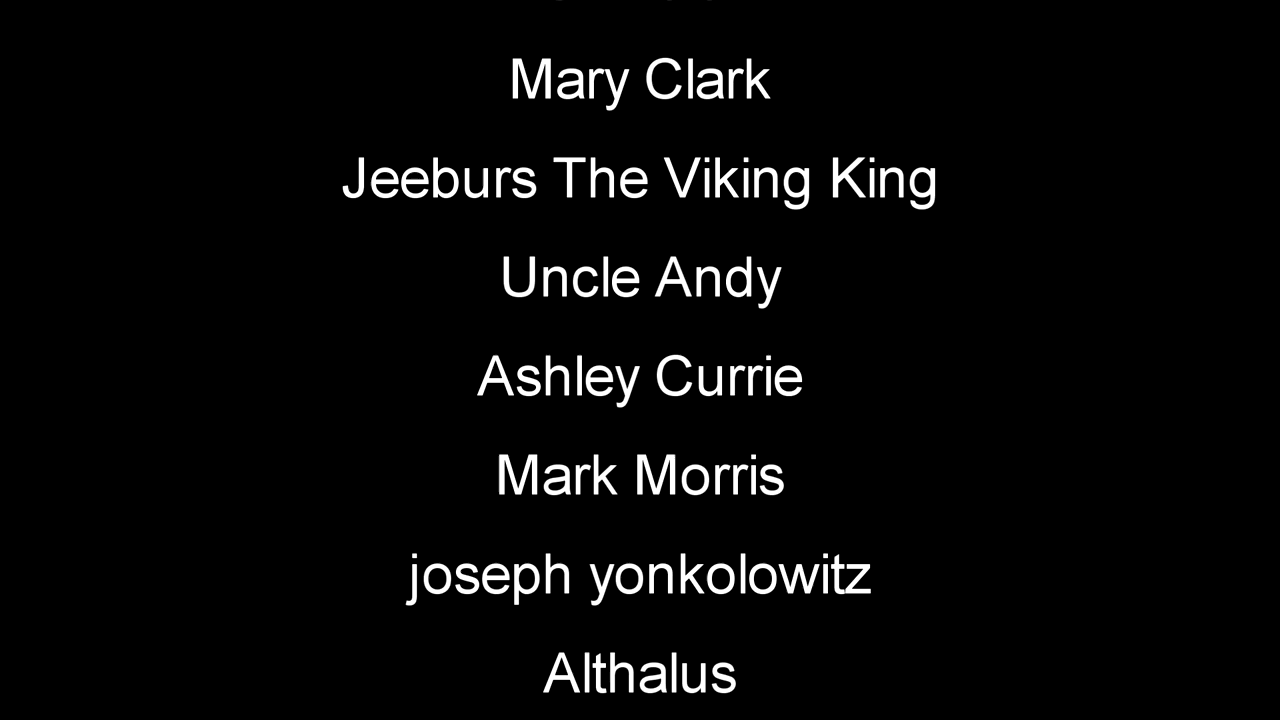 Mary Clark
Jeeburs The Viking King
Uncle Andy
Ashley Currie
Mark Morris
joseph yonkolowitz
Althalus